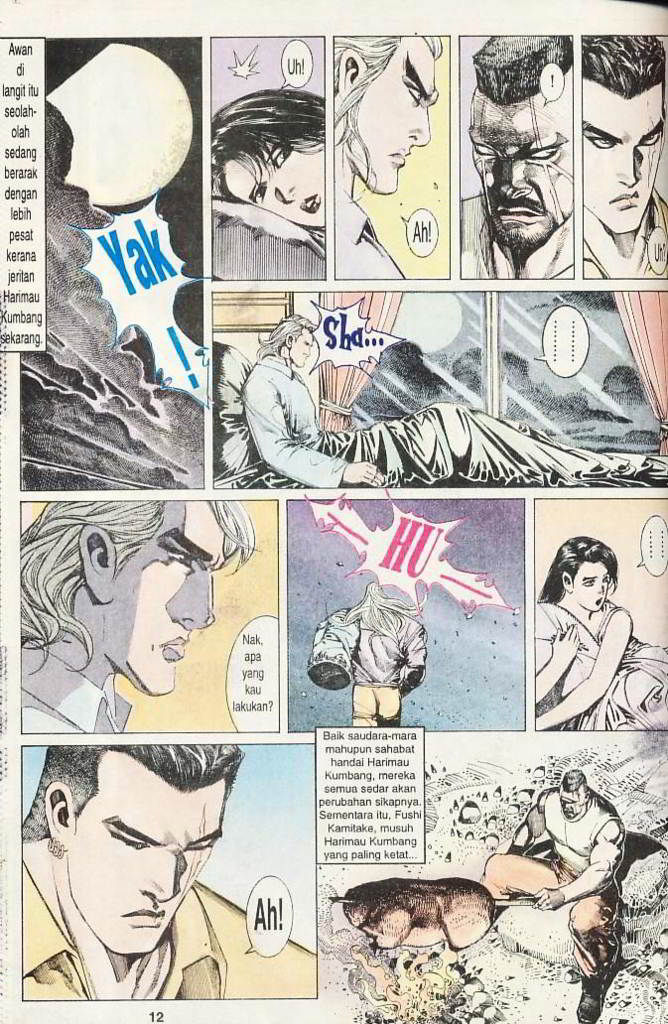 Awan
di
langit itu
seolah-
olah
sedang
berarak
dengan
lebih
pesat
kerana
jeritan
Harimau
Kumbang
sekarang.
Yak
!
Uh!
Ah!
!
Uh!
Sha...
Nak,
apa
yang
kau
lakukan?
HU
Baik saudara-mara
mahupun sahabat
handai Harimau
Kumbang, mereka
semua sedar akan
perubahan sikapnya.
Sementara itu, Fushi
Kamitake, musuh
Harimau Kumbang
yang paling ketat...
Ah!
12